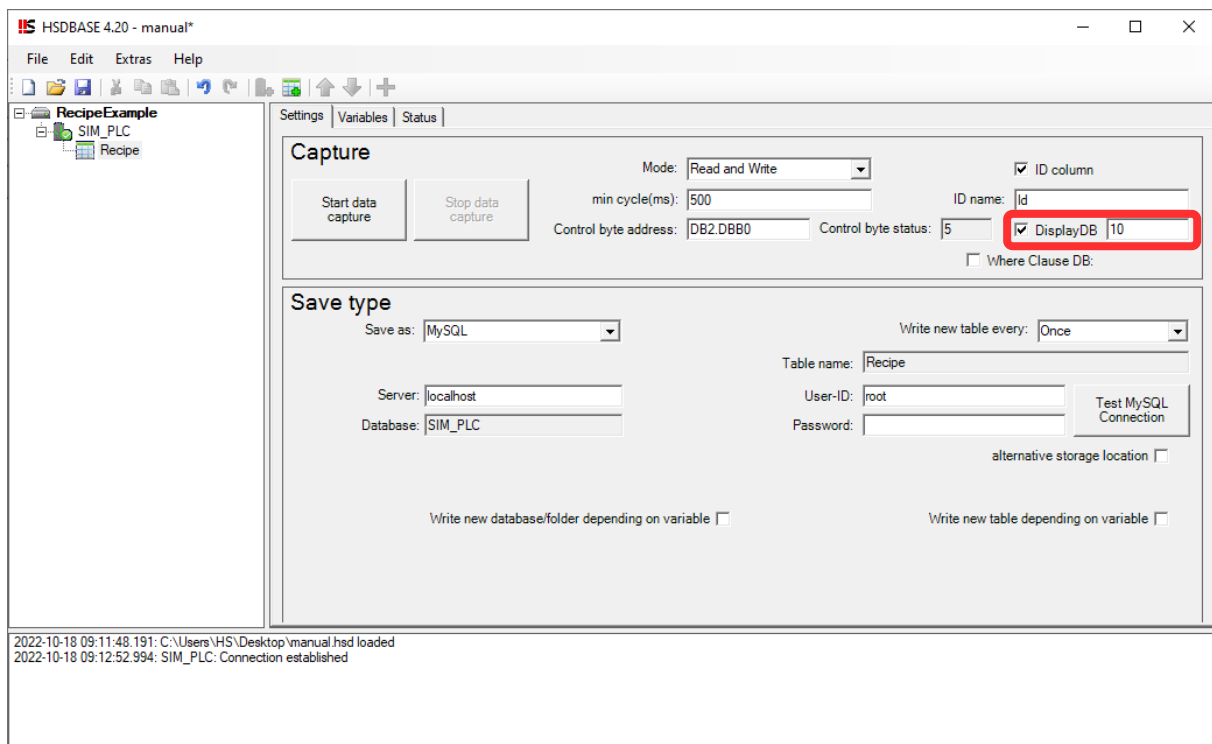 HSDBASE 4.20 - manual*
File Edit Extras Help
RecipeExample
SIM_PLC
Recipe
Settings Variables Status
Capture
Mode: Read and Write
ID column
Start data capture
Stop data capture
min cycle(ms): 500
ID name: Id
Control byte address: DB2.DBB0
Control byte status: 5
DisplayDB 10
Where Clause DB:
Save type
Save as: MySQL
Write new table every: Once
Table name: Recipe
Server: localhost
User-ID: root
Test MySQL Connection
Database: SIM_PLC
Password:
alternative storage location
Write new database/folder depending on variable
Write new table depending on variable
2022-10-18 09:11:48.191: C:\Users\HS\Desktop\manual.hsd loaded
2022-10-18 09:12:52.994: SIM_PLC: Connection established